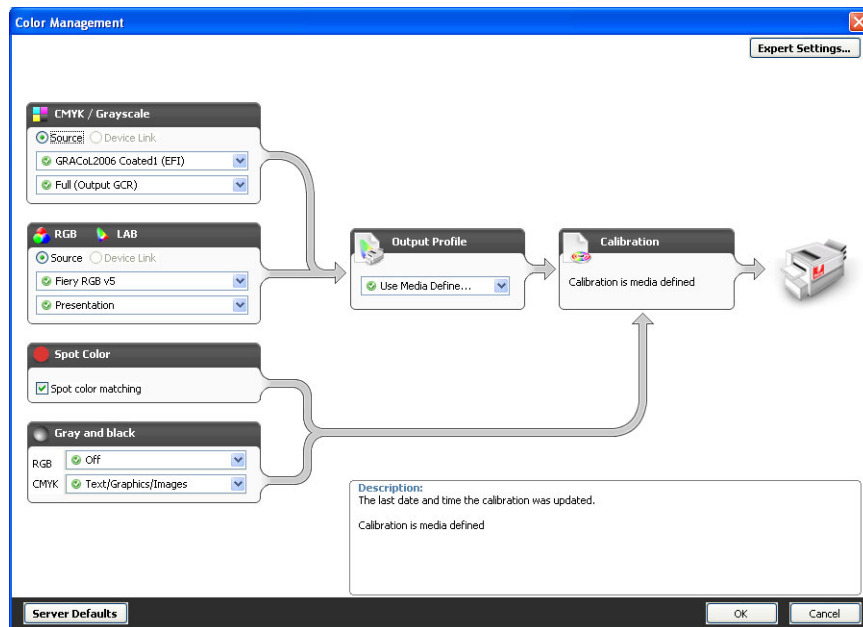 Color Management
Expert Settings...
CMYK / Grayscale
Source Device Link
GRACoL2006 Coated1 (EFI)
Full (Output GCR)
RGB LAB
Source Device Link
Fiery RGB v5
Presentation
Output Profile
Use Media Define...
Calibration
Calibration is media defined
Spot Color
Spot color matching
Gray and black
RGB Off
CMYK Text/Graphics/Images
Description:
The last date and time the calibration was updated.
Calibration is media defined
Server Defaults
OK
Cancel